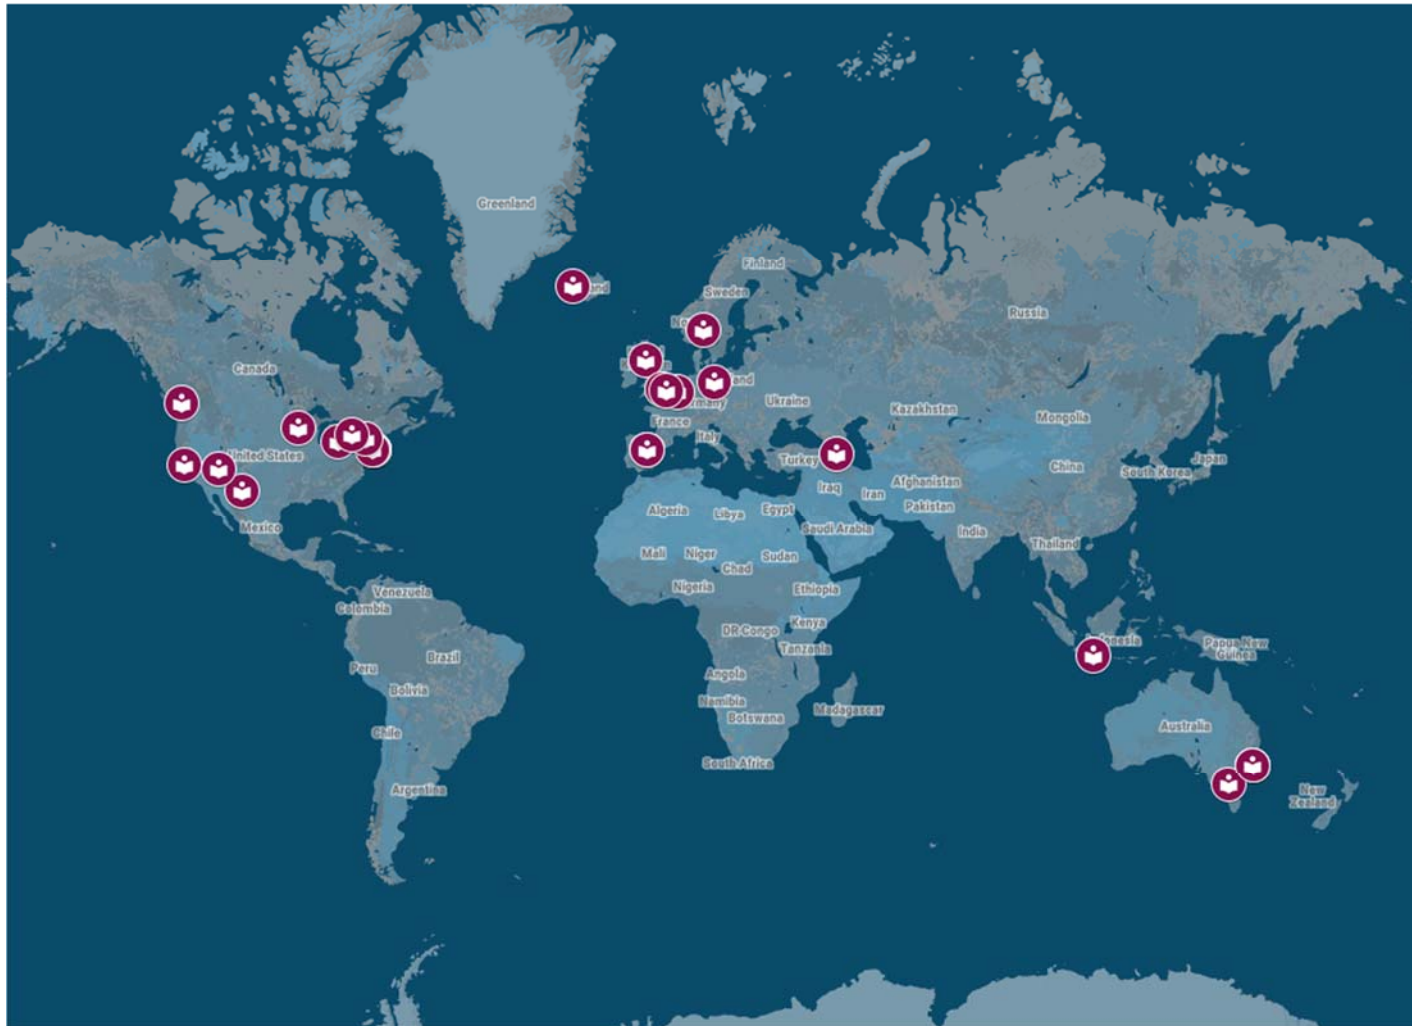 Greenland
Finland
Sweden
Russia
Canada
Ukraine
Kazakhstan
Mongolia
France
Italy
United States
Turkey
China
Japan
South Korea
Iraq
Iran
Afghanistan
Pakistan
Mexico
Algeria
Libya
Egypt
Saudi Arabia
India
Thailand
Mali
Niger
Chad
Sudan
Nigeria
Ethiopia
Venezuela
Colombia
DR Congo
Kenya
Tanzania
Papua New
Guinea
Brazil
Peru
Bolivia
Angola
Namibia
Botswana
Madagascar
Chile
Australia
South Africa
Argentina
New
Zealand